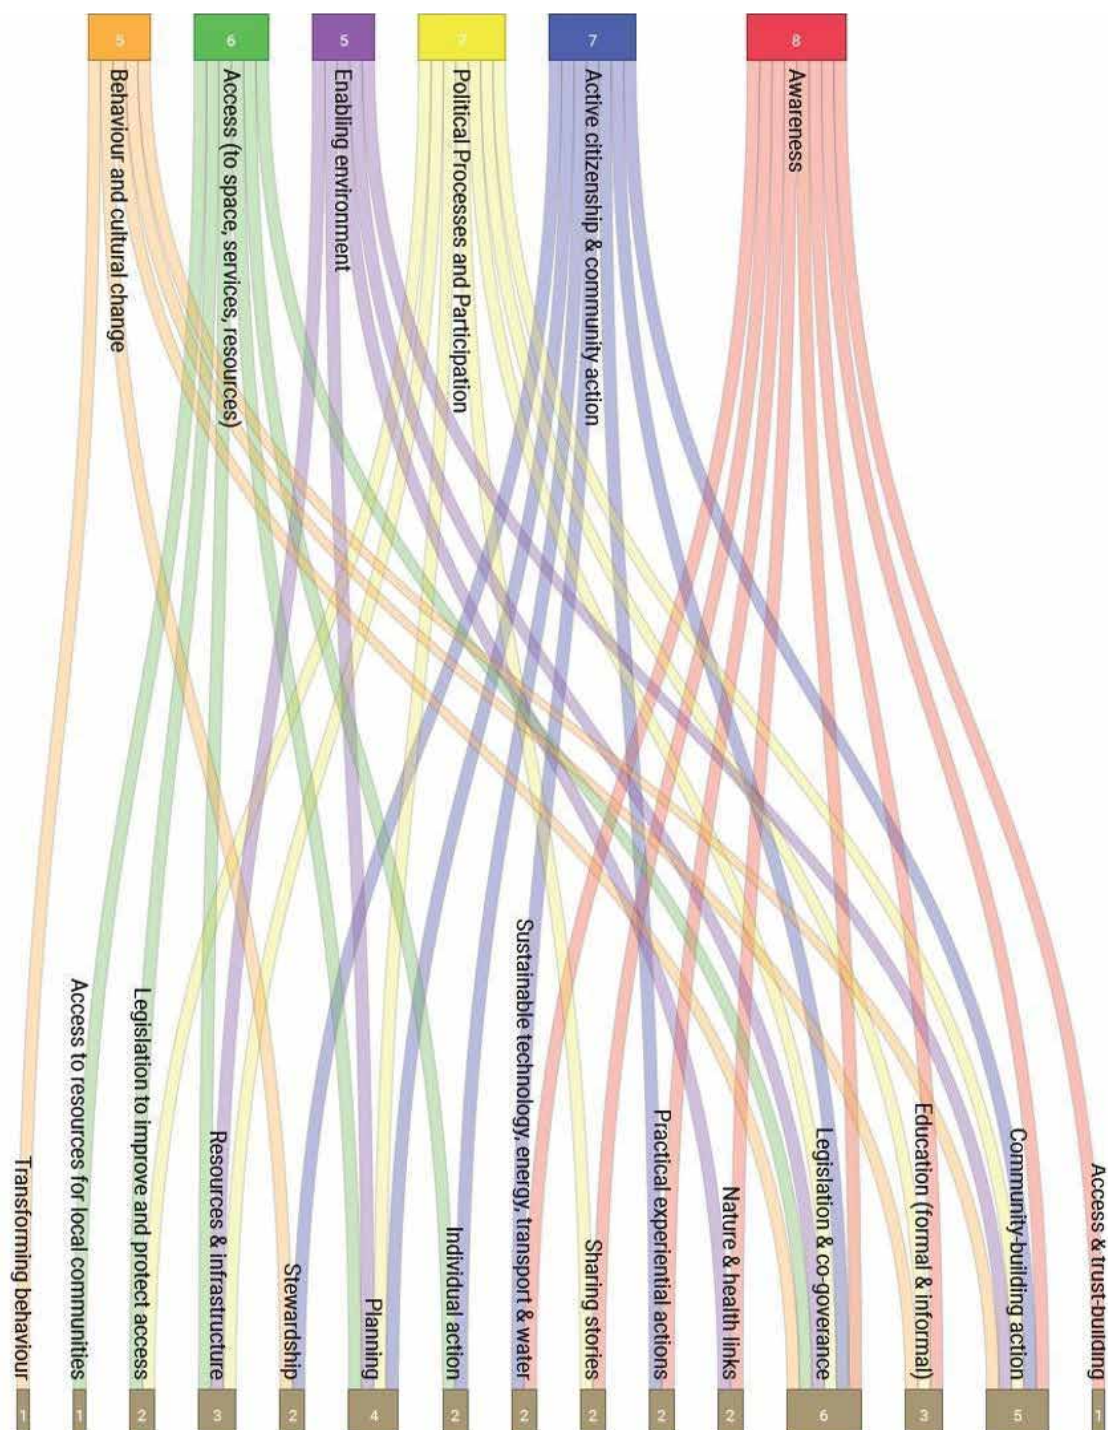 5
6
5
7
7
8
Behaviour and cultural change
Access (to space, services, resources)
Enabling environment
Political Processes and Participation
Active citizenship & community action
Awareness
Transforming behaviour
Access to resources for local communities
Legislation to improve and protect access
Resources & infrastructure
Stewardship
Planning
Individual action
Sustainable technology, energy, transport & water
Sharing stories
Practical experiential actions
Nature & health links
Legislation & co-goverance
Education (formal & informal)
Community-building action
Access & trust-building
1
1
2
3
2
4
2
2
2
2
2
6
3
5
1